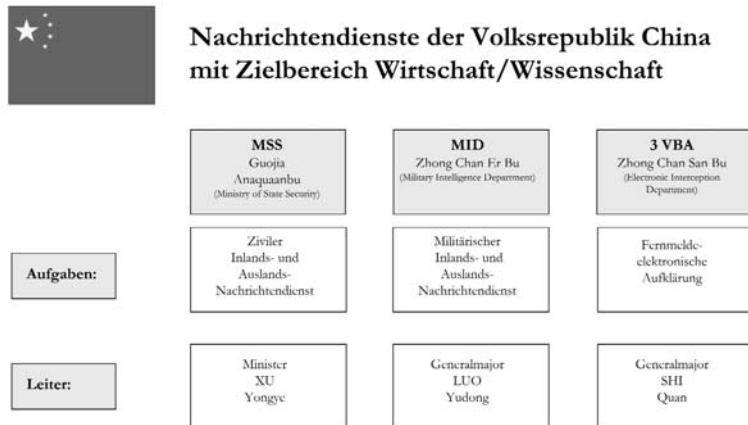 Nachrichtendienste der Volksrepublik China
mit Zielbereich Wirtschaft/Wissenschaft
MSS
Guojia
Anaquaanbu
(Ministry of State Security)
MID
Zhong Chan Er Bu
(Military Intelligence Department)
3 VBA
Zhong Chan San Bu
(Electronic Interception
Department)
Aufgaben:
Ziviler
Inlands- und
Auslands-
Nachrichtendienst
Militärischer
Inlands- und
Auslands-
Nachrichtendienst
Fernmelde-
elektronische
Aufklärung
Leiter:
Minister
XU
Yongye
Generalmajor
LUO
Yudong
Generalmajor
SHI
Quan